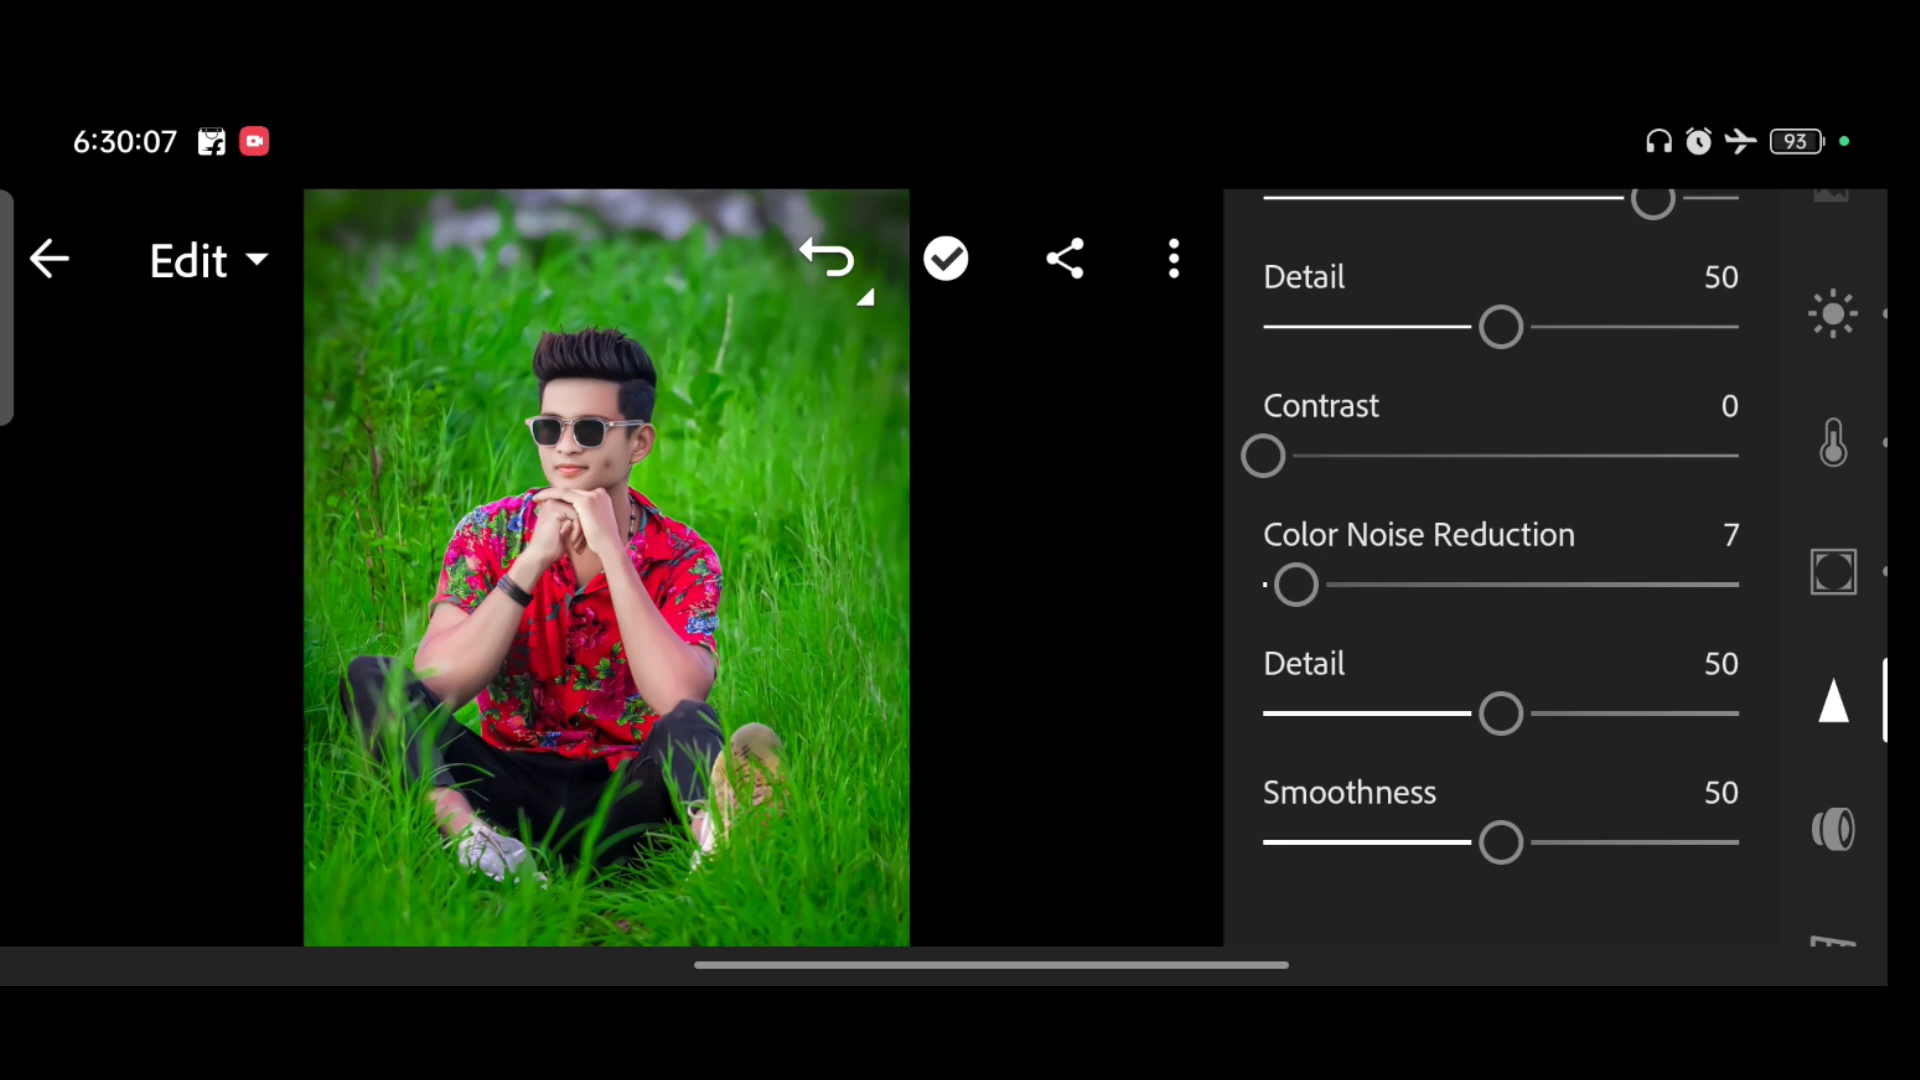 6:30:07
93
Edit
Detail 50
Contrast 0
Color Noise Reduction 7
Detail 50
Smoothness 50